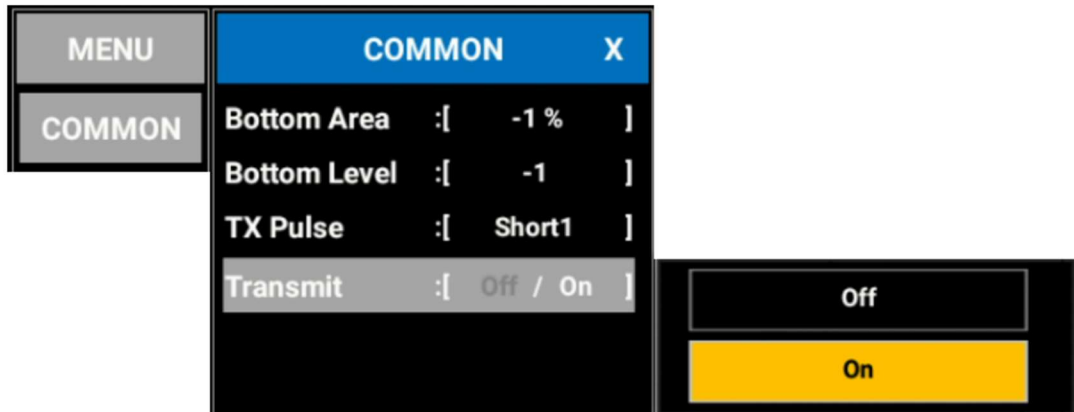 MENU
COMMON
COMMON X
Bottom Area :[ -1 % ]
Bottom Level :[ -1 ]
TX Pulse :[ Short1 ]
Transmit :[ Off / On ]
Off
On